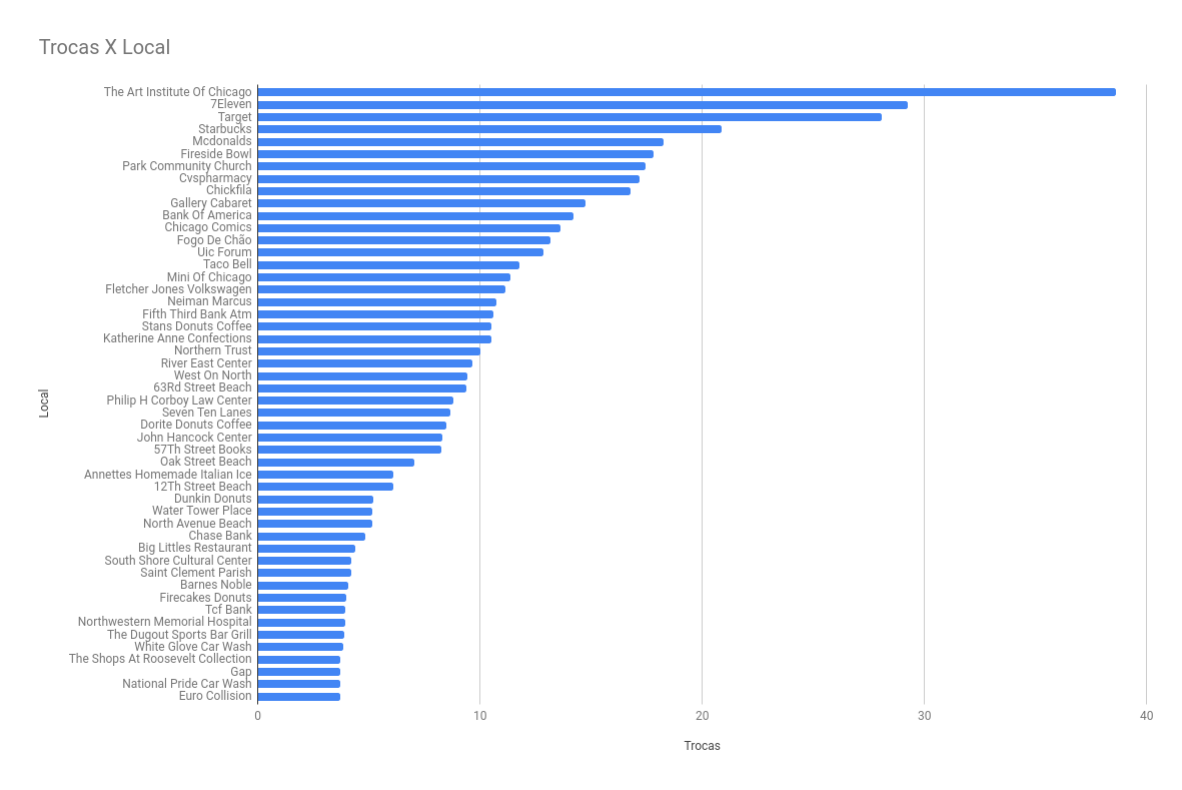 Trocas X Local
The Art Institute Of Chicago
7Eleven
Target
Starbucks
Mcdonalds
Fireside Bowl
Park Community Church
Cvspharmacy
Chickfila
Gallery Cabaret
Bank Of America
Chicago Comics
Fogo De Chão
Uic Forum
Taco Bell
Mini Of Chicago
Fletcher Jones Volkswagen
Neiman Marcus
Fifth Third Bank Atm
Stans Donuts Coffee
Katherine Anne Confections
Northern Trust
River East Center
West On North
63Rd Street Beach
Philip H Corboy Law Center
Seven Ten Lanes
Dorite Donuts Coffee
John Hancock Center
57Th Street Books
Oak Street Beach
Annettes Homemade Italian Ice
12Th Street Beach
Dunkin Donuts
Water Tower Place
North Avenue Beach
Chase Bank
Big Littles Restaurant
South Shore Cultural Center
Saint Clement Parish
Barnes Noble
Firecakes Donuts
Tcf Bank
Northwestern Memorial Hospital
The Dugout Sports Bar Grill
White Glove Car Wash
The Shops At Roosevelt Collection
Gap
National Pride Car Wash
Euro Collision
Local
0 10 20 30 40
Trocas